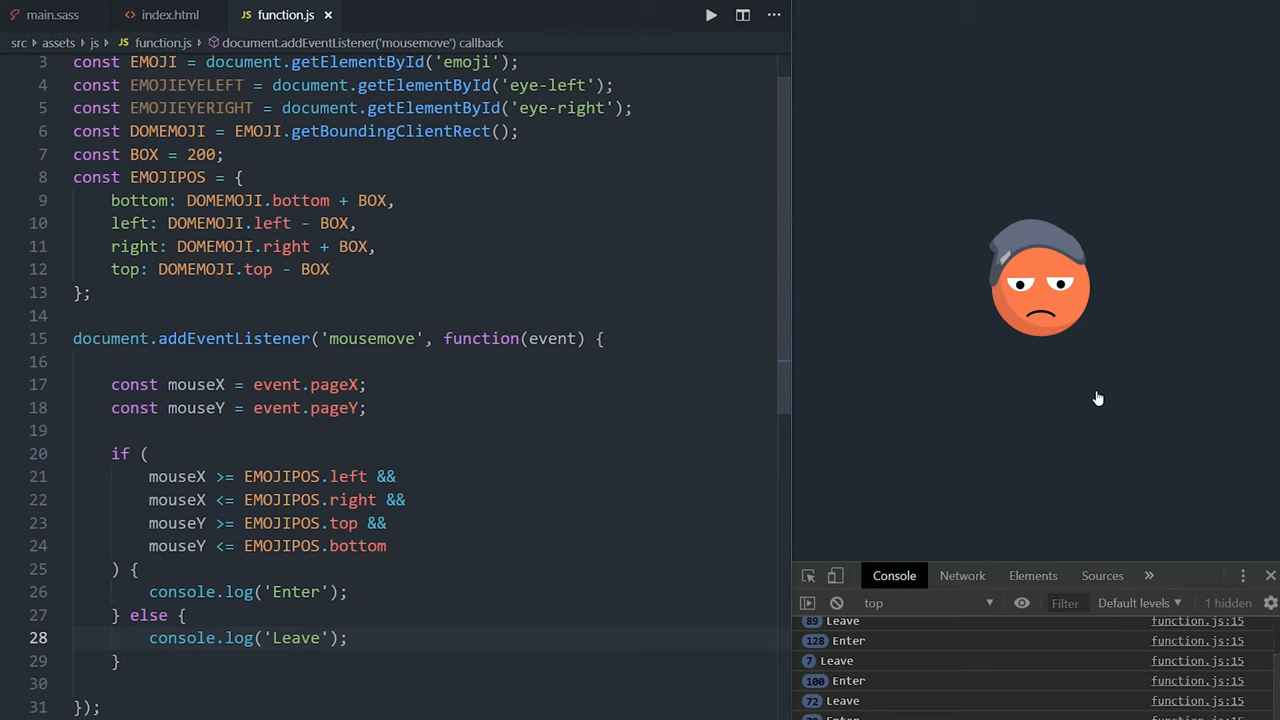 main.sass
index.html
JS function.js
src > assets > js > JS function.js > document.addEventListener('mousemove') callback
3 const EMOJI = document.getElementById('emoji');
4 const EMOJIEYELEFT = document.getElementById('eye-left');
5 const EMOJIEYERIGHT = document.getElementById('eye-right');
6 const DOMEMOJI = EMOJI.getBoundingClientRect();
7 const BOX = 200;
8 const EMOJIPOS = {
9 bottom: DOMEMOJI.bottom + BOX,
10 left: DOMEMOJI.left - BOX,
11 right: DOMEMOJI.right + BOX,
12 top: DOMEMOJI.top - BOX
13 };
14
15 document.addEventListener('mousemove', function(event) {
16
17 const mouseX = event.pageX;
18 const mouseY = event.pageY;
19
20 if (
21 mouseX >= EMOJIPOS.left &&
22 mouseX <= EMOJIPOS.right &&
23 mouseY >= EMOJIPOS.top &&
24 mouseY <= EMOJIPOS.bottom
25 ) {
26 console.log('Enter');
27 } else {
28 console.log('Leave');
29 }
30
31 });
Console Network Elements Sources »
top Filter Default levels 1 hidden
89 Leave function.js:15
128 Enter function.js:15
7 Leave function.js:15
100 Enter function.js:15
72 Leave function.js:15